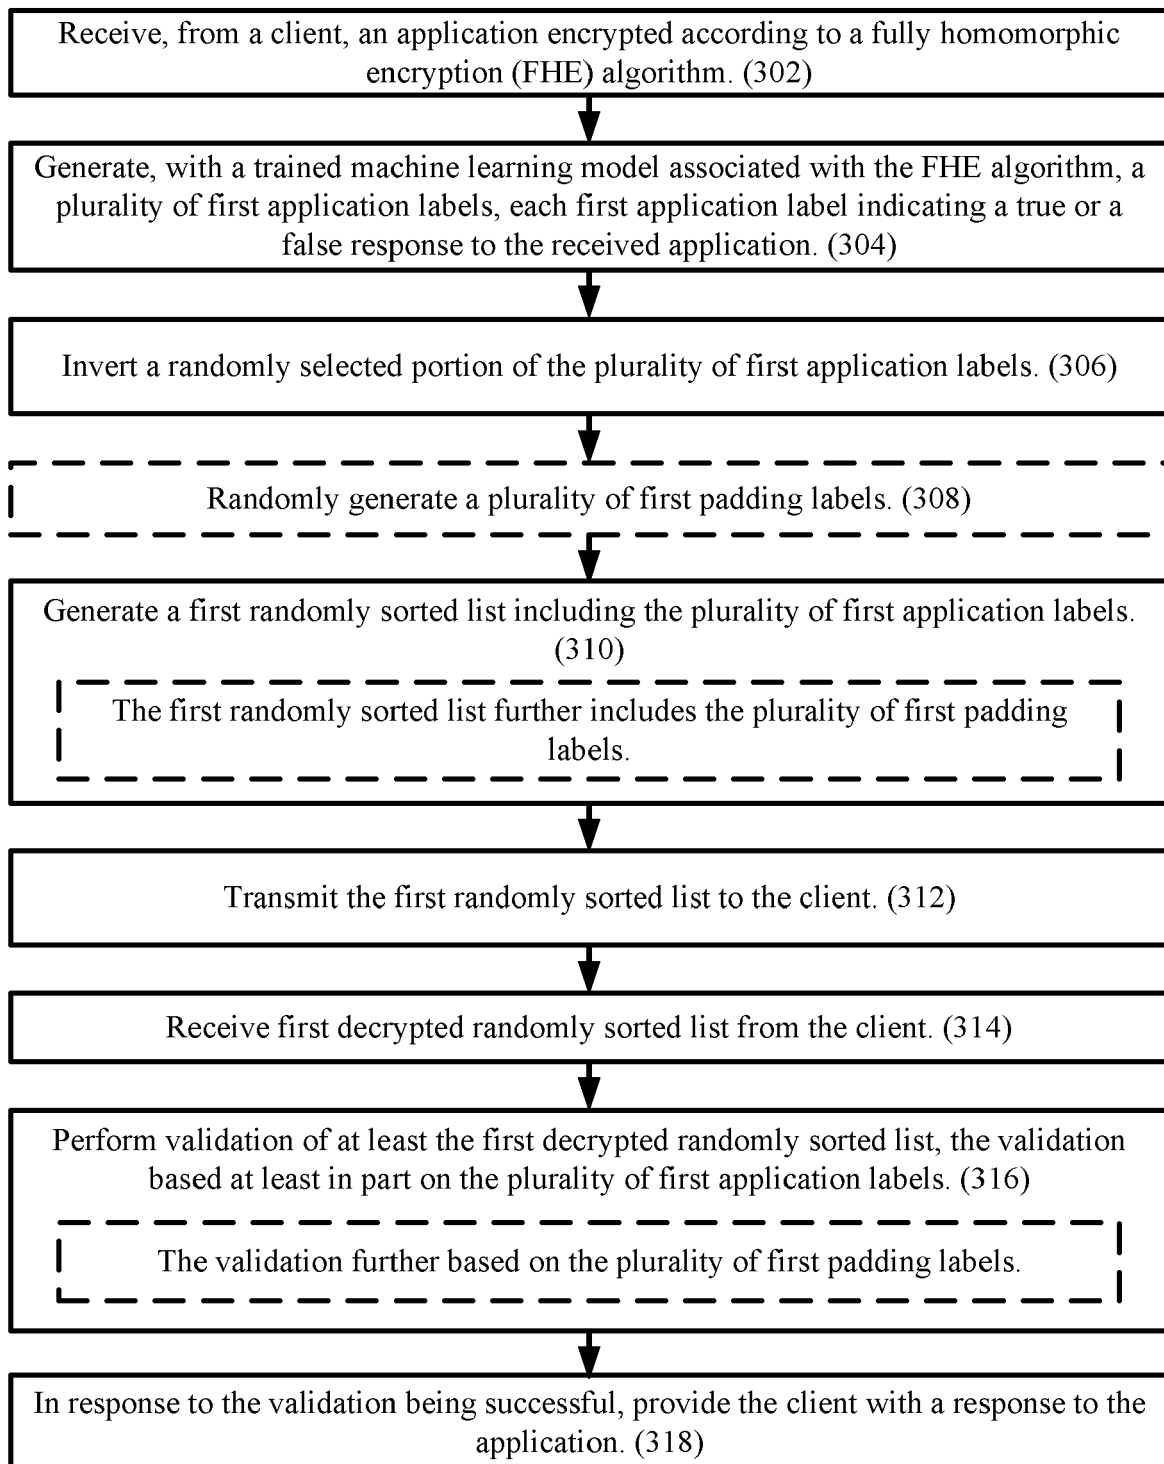 Receive, from a client, an application encrypted according to a fully homomorphic
encryption (FHE) algorithm. (302)
Generate, with a trained machine learning model associated with the FHE algorithm, a
plurality of first application labels, each first application label indicating a true or a
false response to the received application. (304)
Invert a randomly selected portion of the plurality of first application labels. (306)
Randomly generate a plurality of first padding labels. (308)
Generate a first randomly sorted list including the plurality of first application labels.
(310)
The first randomly sorted list further includes the plurality of first padding
labels.
Transmit the first randomly sorted list to the client. (312)
Receive first decrypted randomly sorted list from the client. (314)
Perform validation of at least the first decrypted randomly sorted list, the validation
based at least in part on the plurality of first application labels. (316)
The validation further based on the plurality of first padding labels.
In response to the validation being successful, provide the client with a response to the
application. (318)